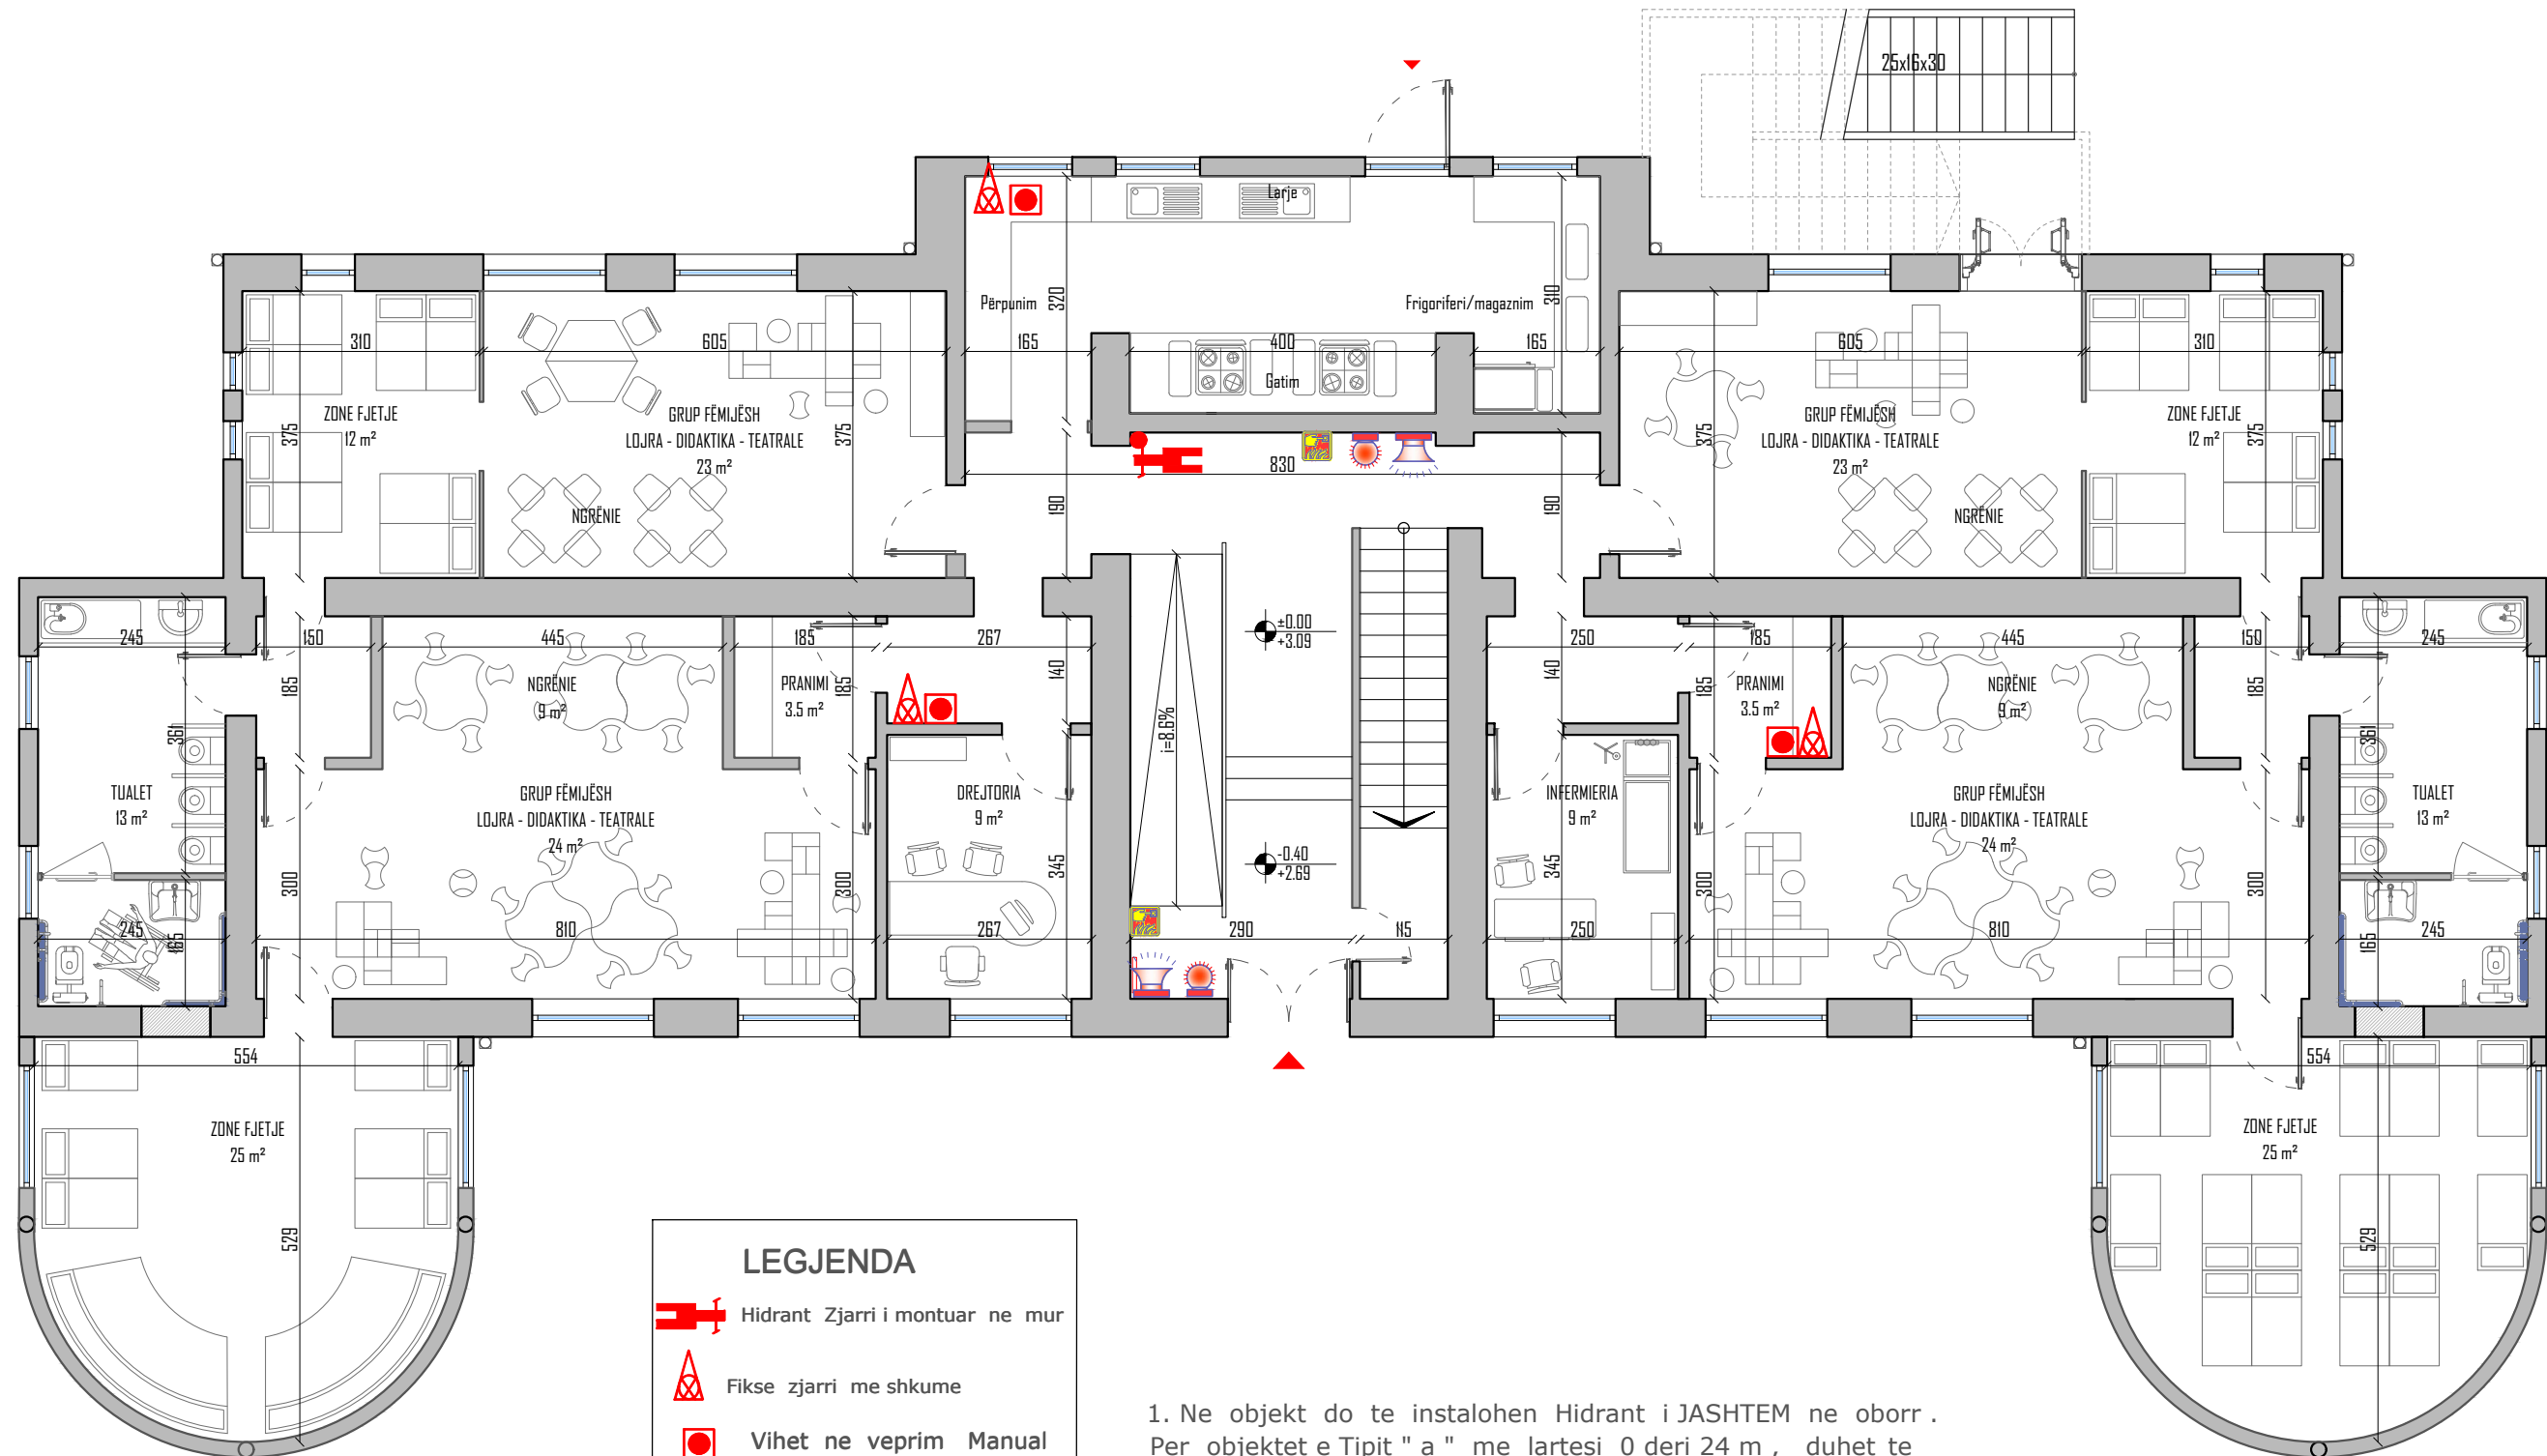 25x16x30
Larje
Përpunim
320
Frigoriferi/magaznim
310
310
605
165
400
165
605
310
Gatim
ZONE FJETJE
12 m²
375
GRUP FËMIJËSH
LOJRA - DIDAKTIKA - TEATRALE
23 m²
375
NGRËNIE
830
190
190
GRUP FËMIJËSH
LOJRA - DIDAKTIKA - TEATRALE
23 m²
375
NGRËNIE
ZONE FJETJE
12 m²
375
245
150
445
185
267
250
185
445
150
245
±0.00
+3.09
361
185
NGRËNIE
9 m²
PRANIMI
3.5 m²
185
140
i=8.6%
140
185
PRANIMI
3.5 m²
NGRËNIE
9 m²
185
361
TUALET
13 m²
300
GRUP FËMIJËSH
LOJRA - DIDAKTIKA - TEATRALE
24 m²
300
DREJTORIA
9 m²
345
-0.40
+2.69
INFERMIERIA
9 m²
345
300
GRUP FËMIJËSH
LOJRA - DIDAKTIKA - TEATRALE
24 m²
300
TUALET
13 m²
245
165
810
267
290
115
250
810
165
245
554
554
ZONE FJETJE
25 m²
529
ZONE FJETJE
25 m²
529
LEGJENDA
Hidrant Zjarri i montuar ne mur
Fikse zjarri me shkume
Vihet ne veprim Manual
1. Ne objekt do te instalohen Hidrant i JASHTEM ne oborr .
Per objektet e Tipit " a " me lartesi 0 deri 24 m , duhet te